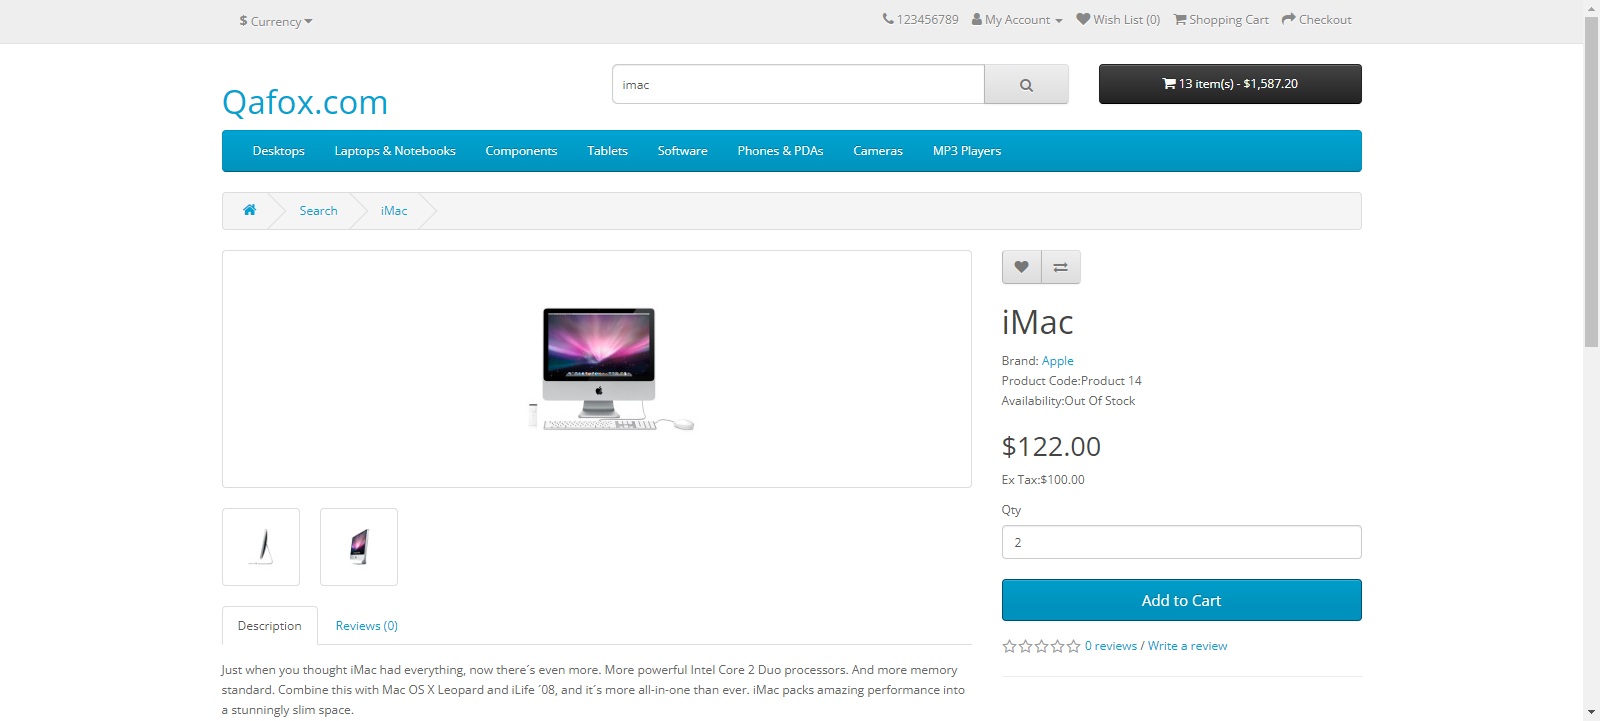 $ Currency
123456789 My Account Wish List (0) Shopping Cart Checkout
Qafox.com
imac
13 item(s) - $1,587.20
Desktops Laptops & Notebooks Components Tablets Software Phones & PDAs Cameras MP3 Players
Search iMac
iMac
Brand: Apple
Product Code:Product 14
Availability:Out Of Stock
$122.00
Ex Tax:$100.00
Qty
2
Add to Cart
0 reviews / Write a review
Description Reviews (0)
Just when you thought iMac had everything, now there´s even more. More powerful Intel Core 2 Duo processors. And more memory
standard. Combine this with Mac OS X Leopard and iLife ´08, and it´s more all-in-one than ever. iMac packs amazing performance into
a stunningly slim space.